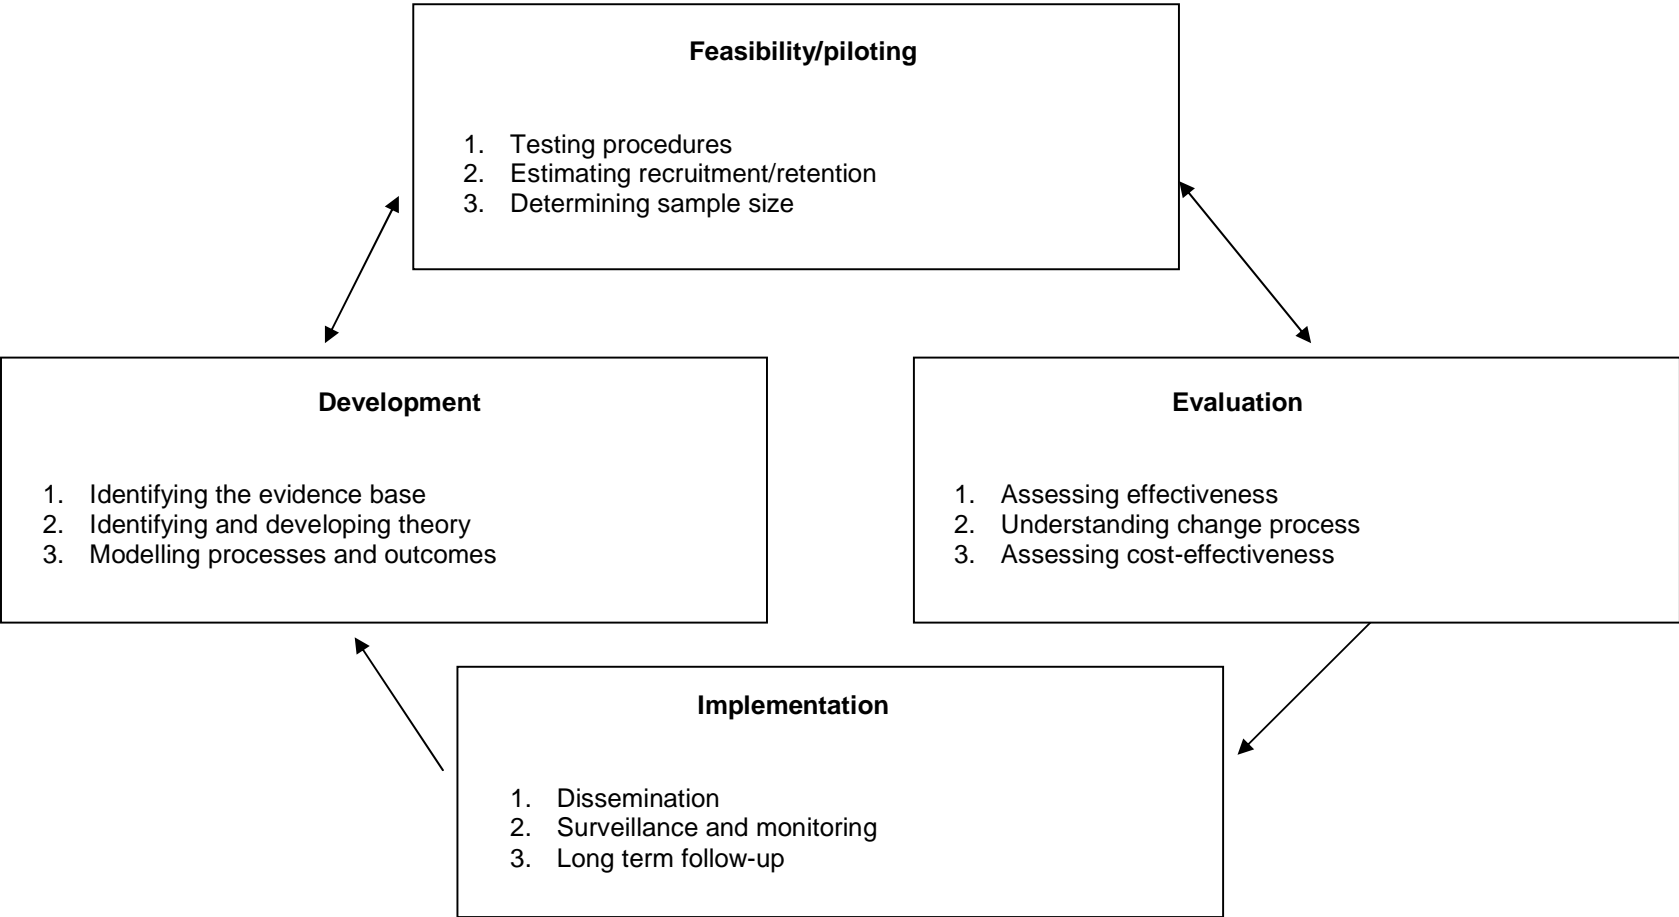 Feasibility/piloting
1. Testing procedures
2. Estimating recruitment/retention
3. Determining sample size
Development
1. Identifying the evidence base
2. Identifying and developing theory
3. Modelling processes and outcomes
Evaluation
1. Assessing effectiveness
2. Understanding change process
3. Assessing cost-effectiveness
Implementation
1. Dissemination
2. Surveillance and monitoring
3. Long term follow-up